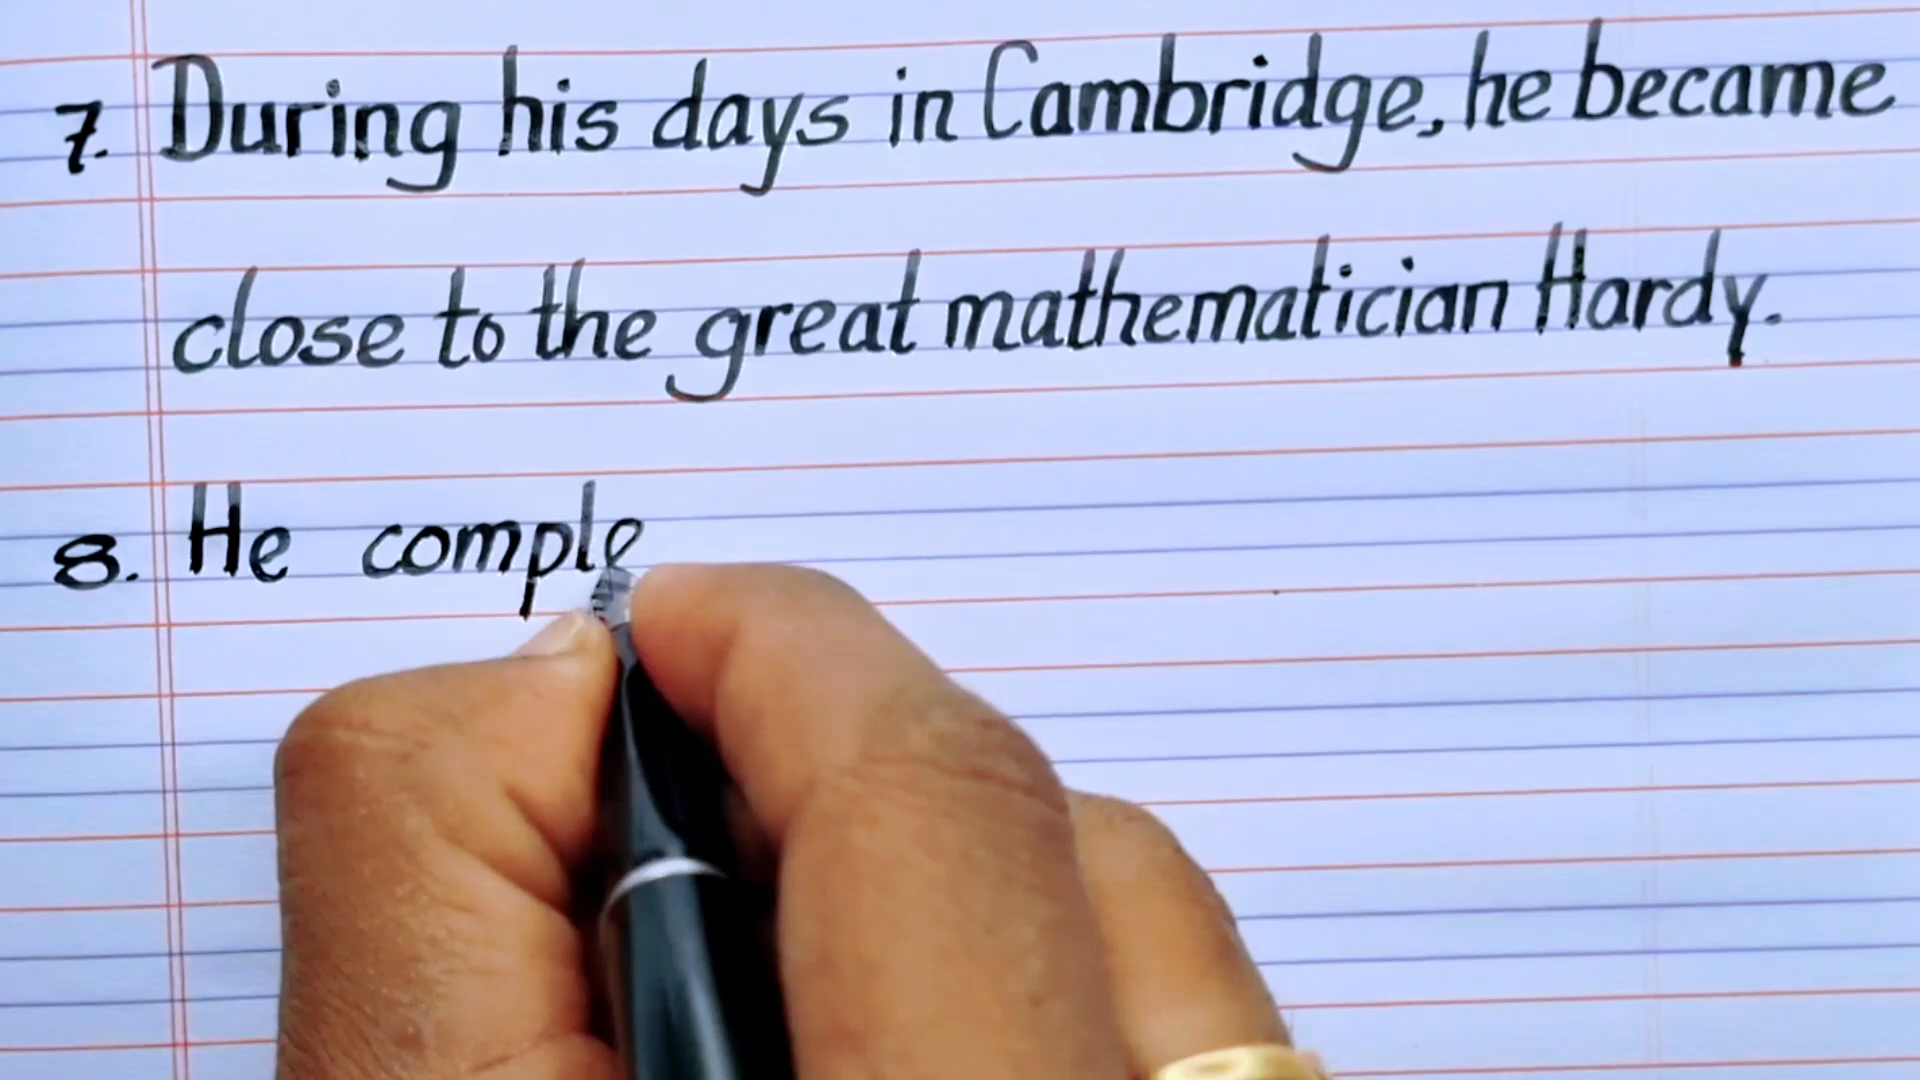 7. During his days in Cambridge, he became
close to the great mathematician Hardy.
8. He comple